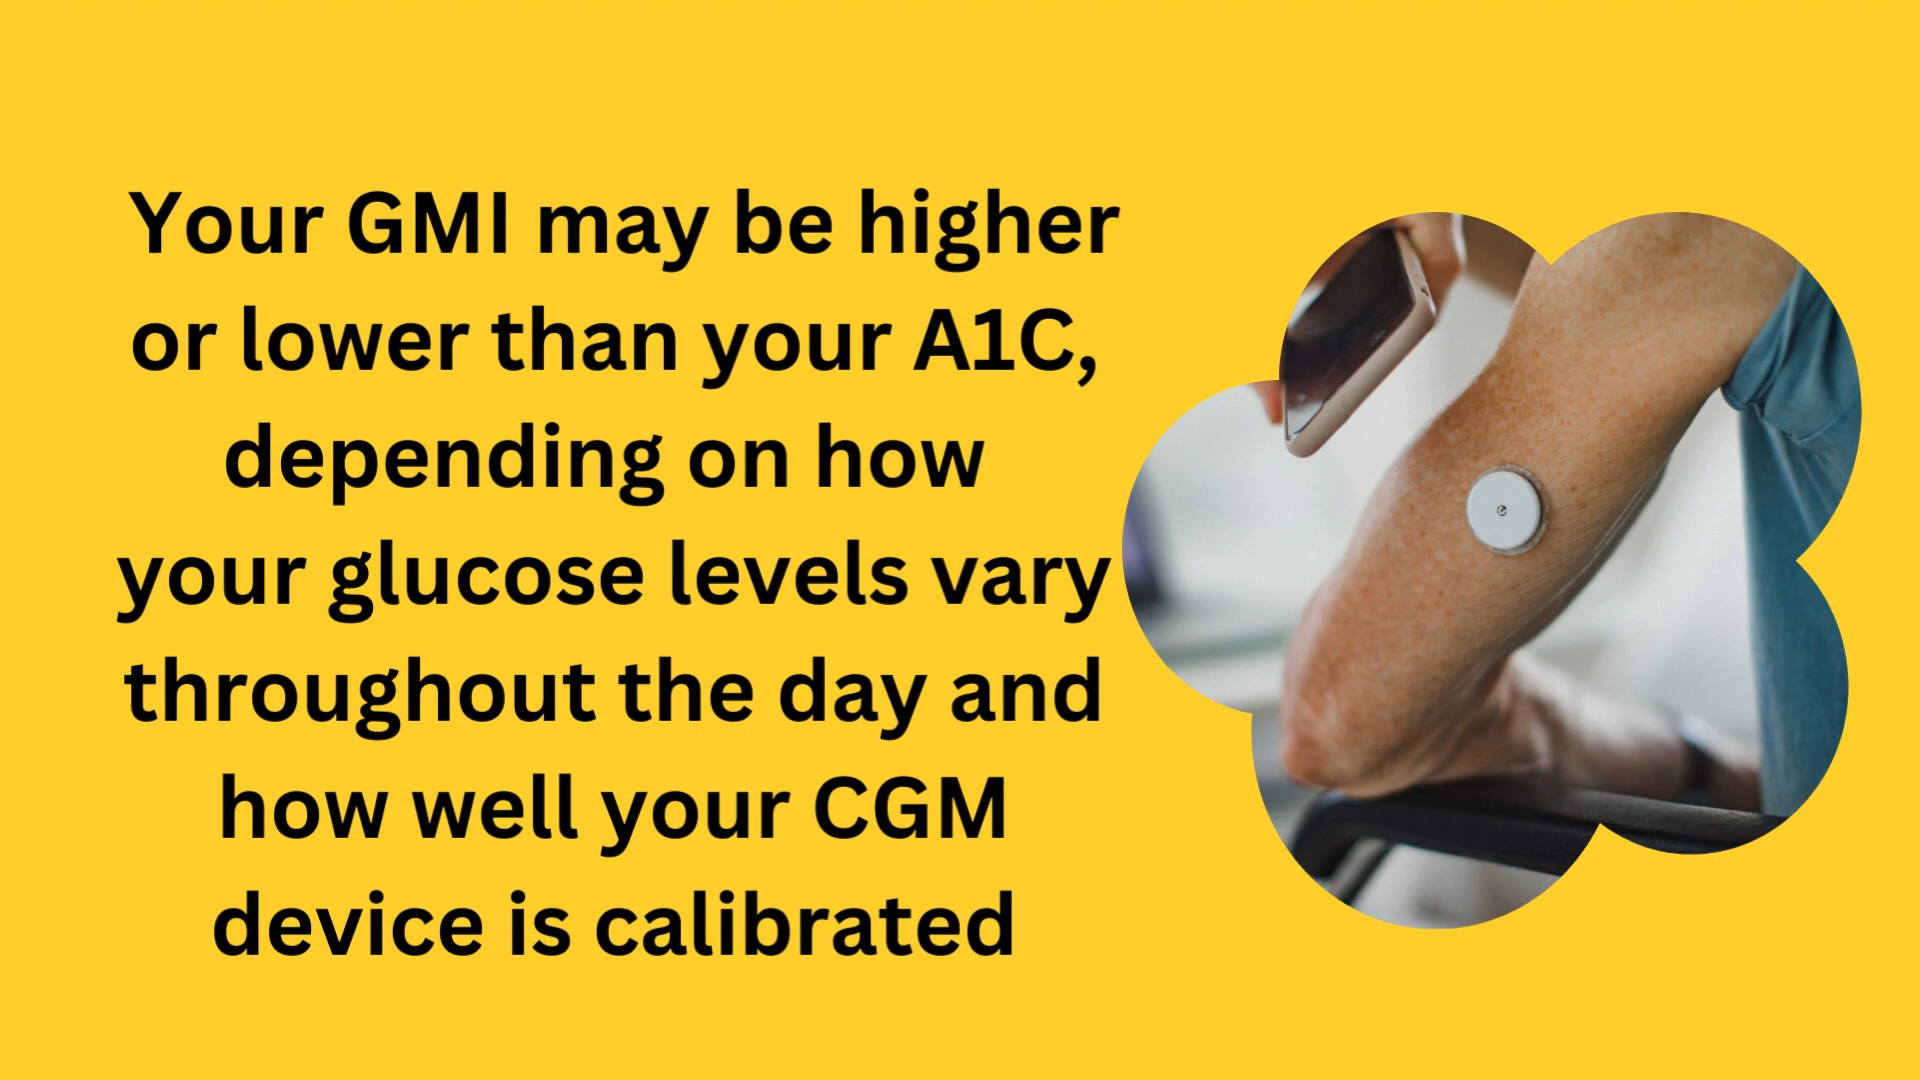 Your GMI may be higher
or lower than your A1C,
depending on how
your glucose levels vary
throughout the day and
how well your CGM
device is calibrated